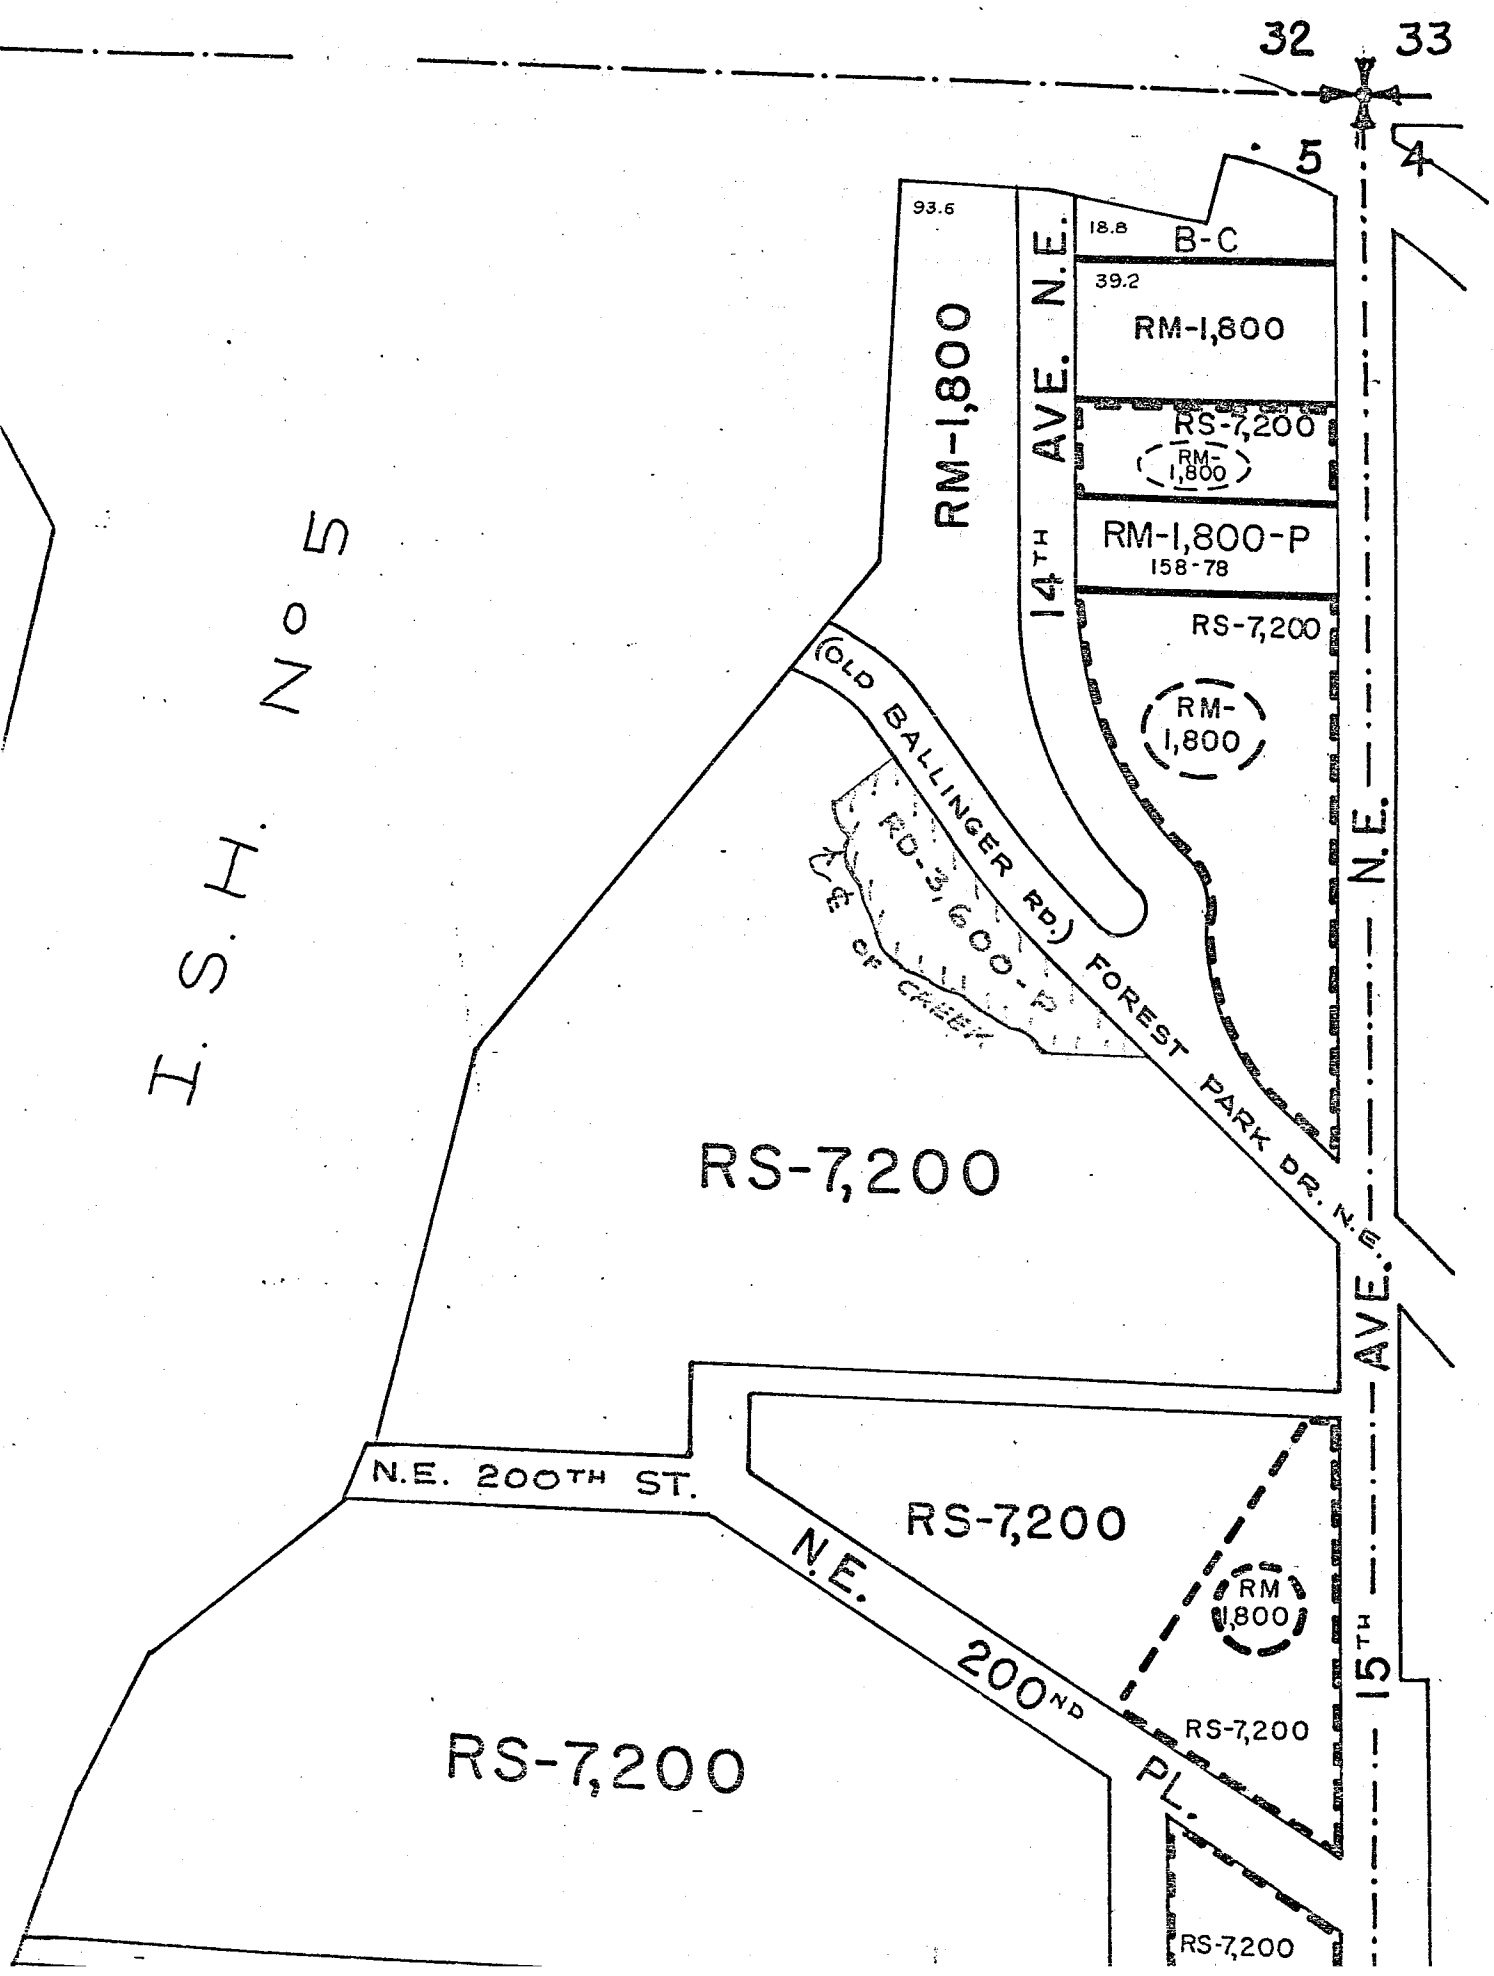 32 33
5 4
93.6
18.8
B-C
39.2
RM-1,800
RM-1,800
14TH AVE. N.E.
RS-7,200
RM-
1,800
RM-1,800-P
158-78
RS-7,200
RM-
1,800
I. S. H. No 5
(OLD BALLINGER RD.) FOREST PARK DR. N.E.
RD-3,600-P
₵ OF CREEK
15TH AVE. N.E.
RS-7,200
N.E. 200TH ST.
RS-7,200
RM
1,800
N.E. 200ND PL.
RS-7,200
RS-7,200
RS-7,200